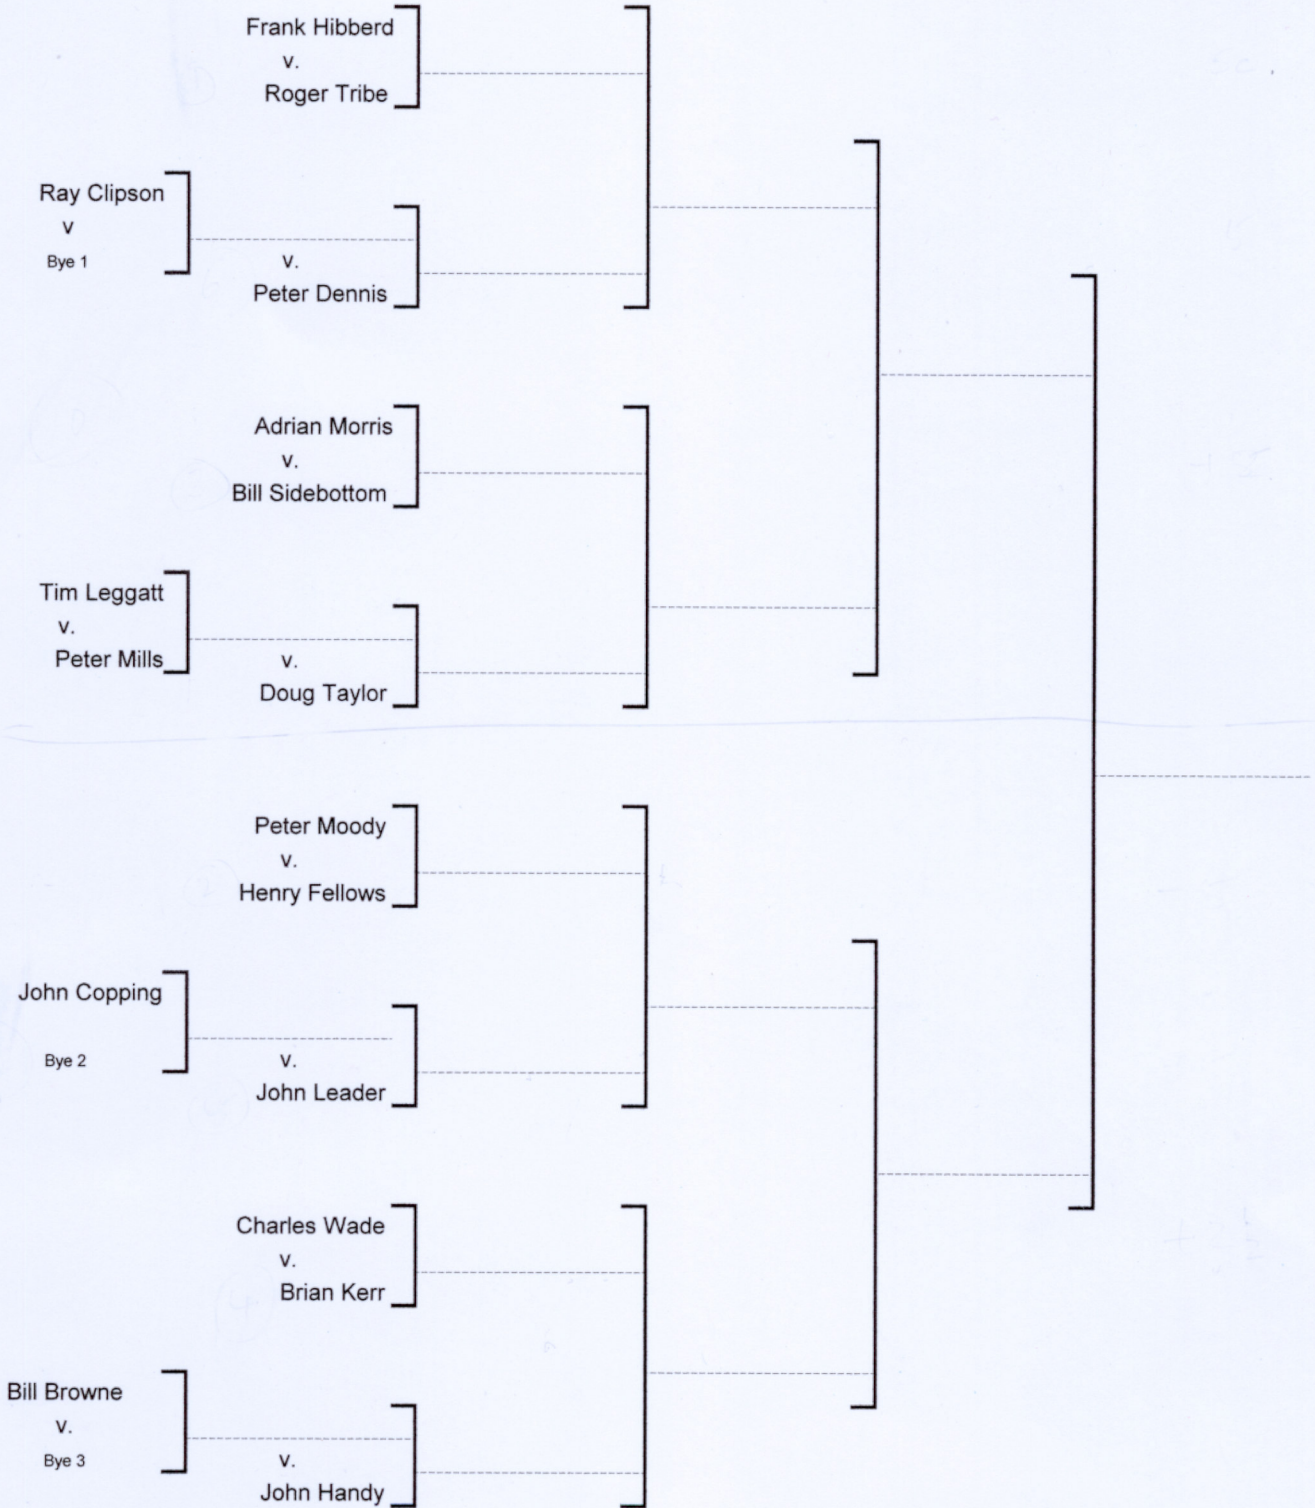 Frank Hibberd
v.
Roger Tribe
Ray Clipson
v
Bye 1
v.
Peter Dennis
Adrian Morris
v.
Bill Sidebottom
Tim Leggatt
v.
Peter Mills
v.
Doug Taylor
Peter Moody
v.
Henry Fellows
John Copping
Bye 2
v.
John Leader
Charles Wade
v.
Brian Kerr
Bill Browne
v.
Bye 3
v.
John Handy